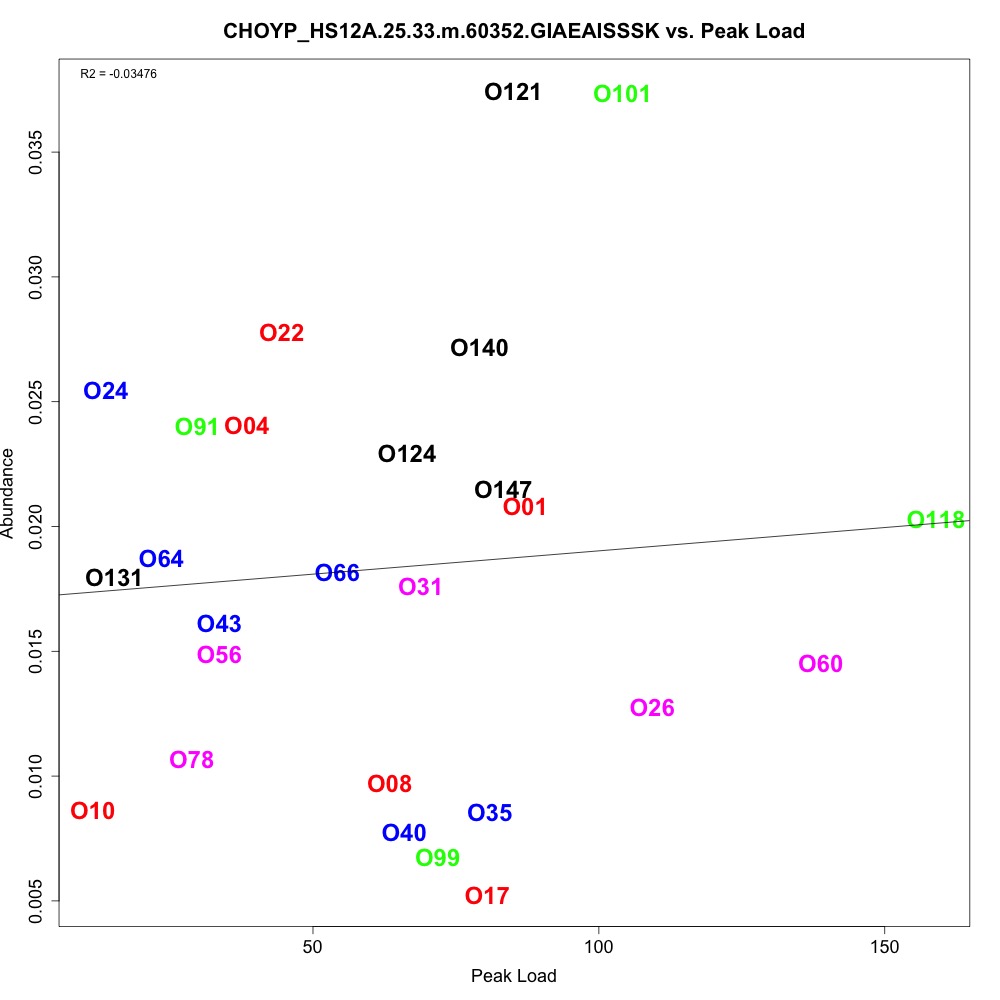 CHOYP_HS12A.25.33.m.60352.GIAEAISSSK vs. Peak Load
R2 = -0.03476
O121
O101
0.035
0.030
O22
O140
O24
0.025
O91
O04
O124
O147
O01
O118
0.020
Abundance
O64
O131
O66
O31
O43
O56
0.015
O60
O26
O78
0.010
O08
O10
O35
O40
O99
O17
0.005
50
100
150
Peak Load